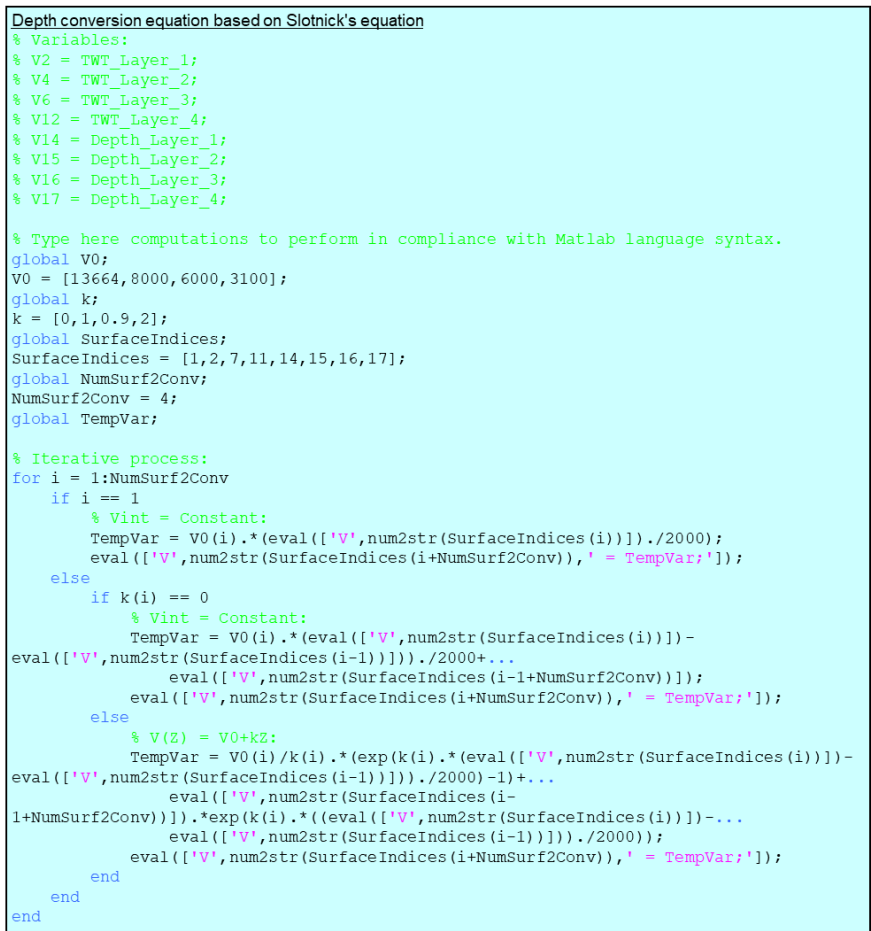 Depth conversion equation based on Slotnick's equation
% Variables:
% V2 = TWT_Layer_1;
% V4 = TWT_Layer_2;
% V6 = TWT_Layer_3;
% V12 = TWT_Layer_4;
% V14 = Depth_Layer_1;
% V15 = Depth_Layer_2;
% V16 = Depth_Layer_3;
% V17 = Depth_Layer_4;

% Type here computations to perform in compliance with Matlab language syntax.
global V0;
V0 = [13664,8000,6000,3100];
global k;
k = [0,1,0.9,2];
global SurfaceIndices;
SurfaceIndices = [1,2,7,11,14,15,16,17];
global NumSurf2Conv;
NumSurf2Conv = 4;
global TempVar;

% Iterative process:
for i = 1:NumSurf2Conv
    if i == 1
        % Vint = Constant:
        TempVar = V0(i).*(eval(['V',num2str(SurfaceIndices(i))])./2000);
        eval(['V',num2str(SurfaceIndices(i+NumSurf2Conv)),' = TempVar;']);
    else
        if k(i) == 0
            % Vint = Constant:
            TempVar = V0(i).*(eval(['V',num2str(SurfaceIndices(i))])-
eval(['V',num2str(SurfaceIndices(i-1))]))./2000+...
                eval(['V',num2str(SurfaceIndices(i-1+NumSurf2Conv))]);
            eval(['V',num2str(SurfaceIndices(i+NumSurf2Conv)),' = TempVar;']);
        else
            % V(Z) = V0+kZ:
            TempVar = V0(i)/k(i).*(exp(k(i).*(eval(['V',num2str(SurfaceIndices(i))])-
eval(['V',num2str(SurfaceIndices(i-1))]))./2000)-1)+...
                eval(['V',num2str(SurfaceIndices(i-
1+NumSurf2Conv))]).*exp(k(i).*((eval(['V',num2str(SurfaceIndices(i))])-...
                eval(['V',num2str(SurfaceIndices(i-1))]))./2000));
            eval(['V',num2str(SurfaceIndices(i+NumSurf2Conv)),' = TempVar;']);
        end
    end
end